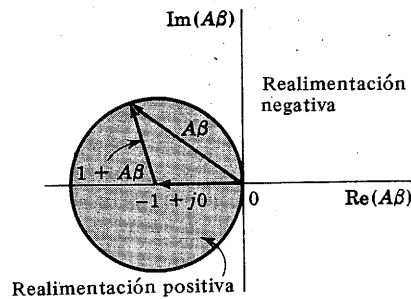 Im(Aβ)
Realimentación
negativa
Aβ
1 + Aβ
-1 + j0
0
Re(Aβ)
Realimentación positiva